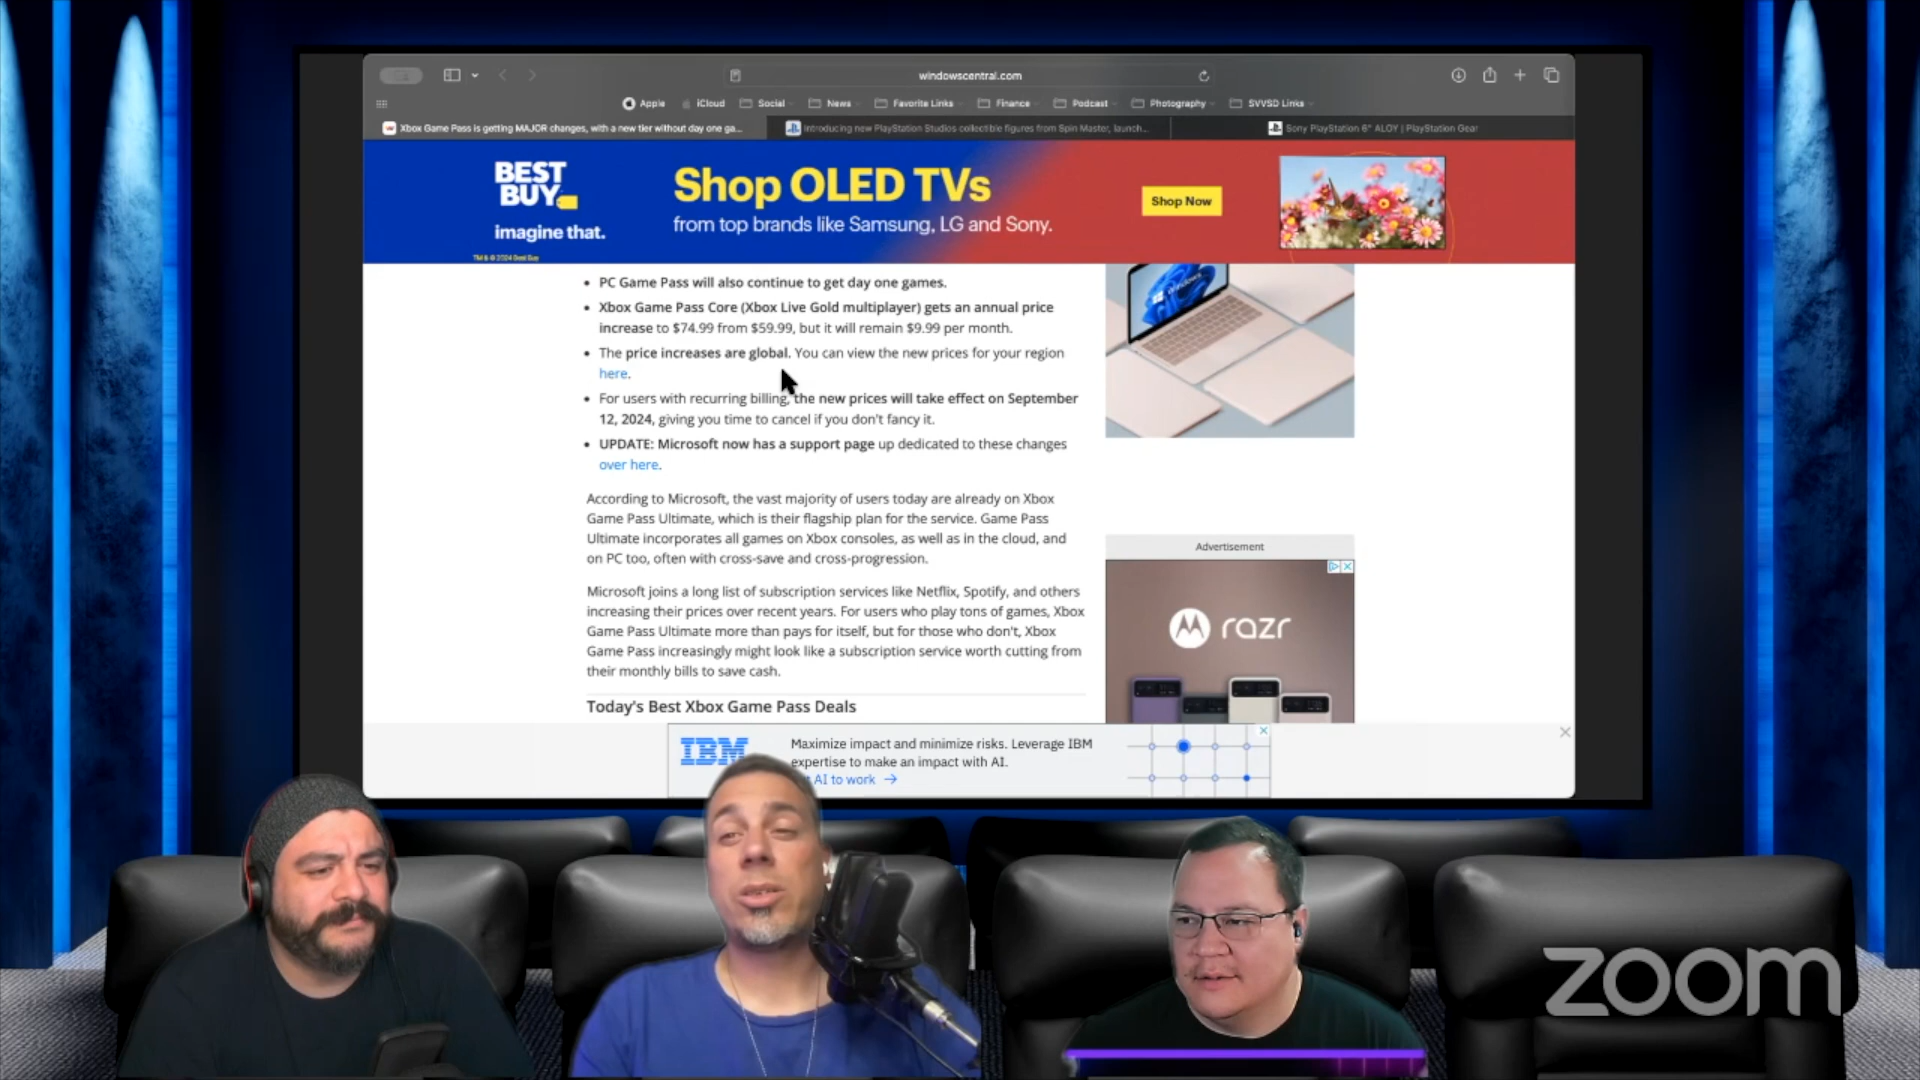 windowscentral.com
Apple iCloud Social News Favorite Links Finance Podcast Photography SVVSD Links
Xbox Game Pass is getting MAJOR changes, with a new tier without day one ga...
Introducing new PlayStation Studios collectible figures from Spin Master, launch...
Sony PlayStation 6" ALOY | PlayStation Gear
BEST
BUY
imagine that.
TM & © 2024 Best Buy
Shop OLED TVs
from top brands like Samsung, LG and Sony.
Shop Now
• PC Game Pass will also continue to get day one games.
• Xbox Game Pass Core (Xbox Live Gold multiplayer) gets an annual price
increase to $74.99 from $59.99, but it will remain $9.99 per month.
• The price increases are global. You can view the new prices for your region
here.
• For users with recurring billing, the new prices will take effect on September
12, 2024, giving you time to cancel if you don't fancy it.
• UPDATE: Microsoft now has a support page up dedicated to these changes
over here.
According to Microsoft, the vast majority of users today are already on Xbox
Game Pass Ultimate, which is their flagship plan for the service. Game Pass
Ultimate incorporates all games on Xbox consoles, as well as in the cloud, and
on PC too, often with cross-save and cross-progression.
Microsoft joins a long list of subscription services like Netflix, Spotify, and others
increasing their prices over recent years. For users who play tons of games, Xbox
Game Pass Ultimate more than pays for itself, but for those who don't, Xbox
Game Pass increasingly might look like a subscription service worth cutting from
their monthly bills to save cash.
Today's Best Xbox Game Pass Deals
Windows
Advertisement
razr
IBM
Maximize impact and minimize risks. Leverage IBM
expertise to make an impact with AI.
AI to work →
zoom